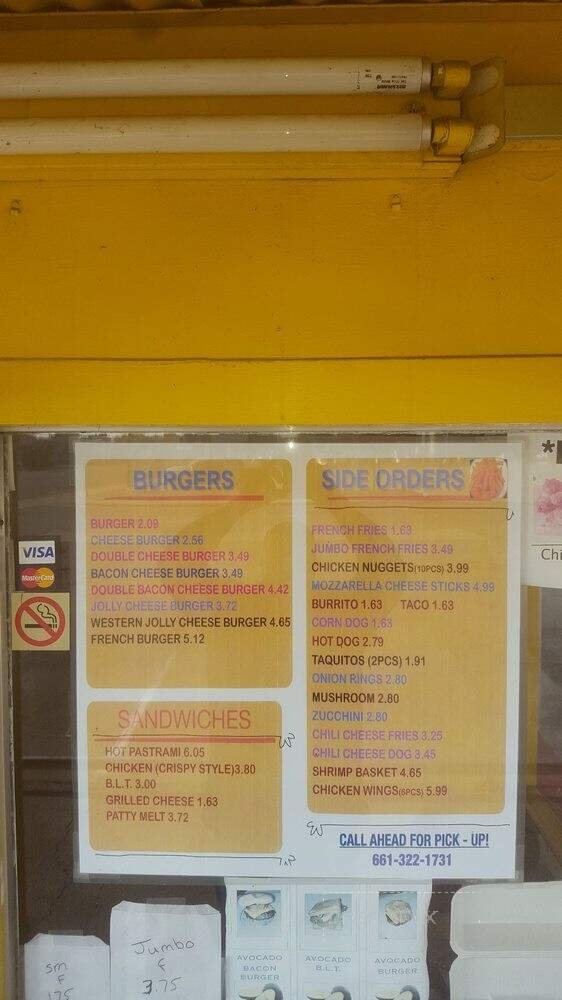 VISA
MasterCard
BURGERS
BURGER 2.09
CHEESE BURGER 2.56
DOUBLE CHEESE BURGER 3.49
BACON CHEESE BURGER 3.49
DOUBLE BACON CHEESE BURGER 4.42
JOLLY CHEESE BURGER 3.72
WESTERN JOLLY CHEESE BURGER 4.65
FRENCH BURGER 5.12
SANDWICHES
HOT PASTRAMI 6.05
CHICKEN (CRISPY STYLE)3.80
B.L.T. 3.00
GRILLED CHEESE 1.63
PATTY MELT 3.72
SIDE ORDERS
FRENCH FRIES 1.63
JUMBO FRENCH FRIES 3.49
CHICKEN NUGGETS(10PCS) 3.99
MOZZARELLA CHEESE STICKS 4.99
BURRITO 1.63 TACO 1.63
CORN DOG 1.63
HOT DOG 2.79
TAQUITOS (2PCS) 1.91
ONION RINGS 2.80
MUSHROOM 2.80
ZUCCHINI 2.80
CHILI CHEESE FRIES 3.25
CHILI CHEESE DOG 3.45
SHRIMP BASKET 4.65
CHICKEN WINGS(6PCS) 5.99
CALL AHEAD FOR PICK - UP!
661-322-1731
Chi
sm
F
175
Jumbo
F
3.75
AVOCADO
BACON
BURGER
AVOCADO
B.L.T.
AVOCADO
BURGER